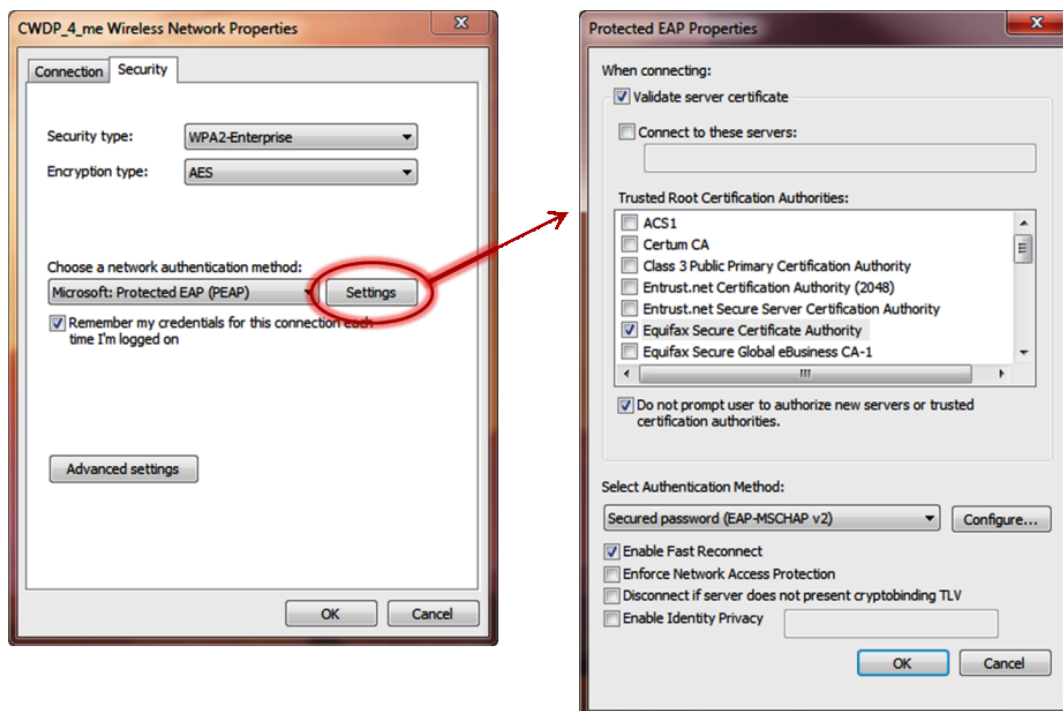 CWDP_4_me Wireless Network Properties
Connection
Security
Security type:
WPA2-Enterprise
Encryption type:
AES
Choose a network authentication method:
Microsoft: Protected EAP (PEAP)
Settings
Remember my credentials for this connection each
time I'm logged on
Advanced settings
OK
Cancel
Protected EAP Properties
When connecting:
Validate server certificate
Connect to these servers:
Trusted Root Certification Authorities:
ACS1
Certum CA
Class 3 Public Primary Certification Authority
Entrust.net Certification Authority (2048)
Entrust.net Secure Server Certification Authority
Equifax Secure Certificate Authority
Equifax Secure Global eBusiness CA-1
Do not prompt user to authorize new servers or trusted
certification authorities.
Select Authentication Method:
Secured password (EAP-MSCHAP v2)
Configure...
Enable Fast Reconnect
Enforce Network Access Protection
Disconnect if server does not present cryptobinding TLV
Enable Identity Privacy
OK
Cancel